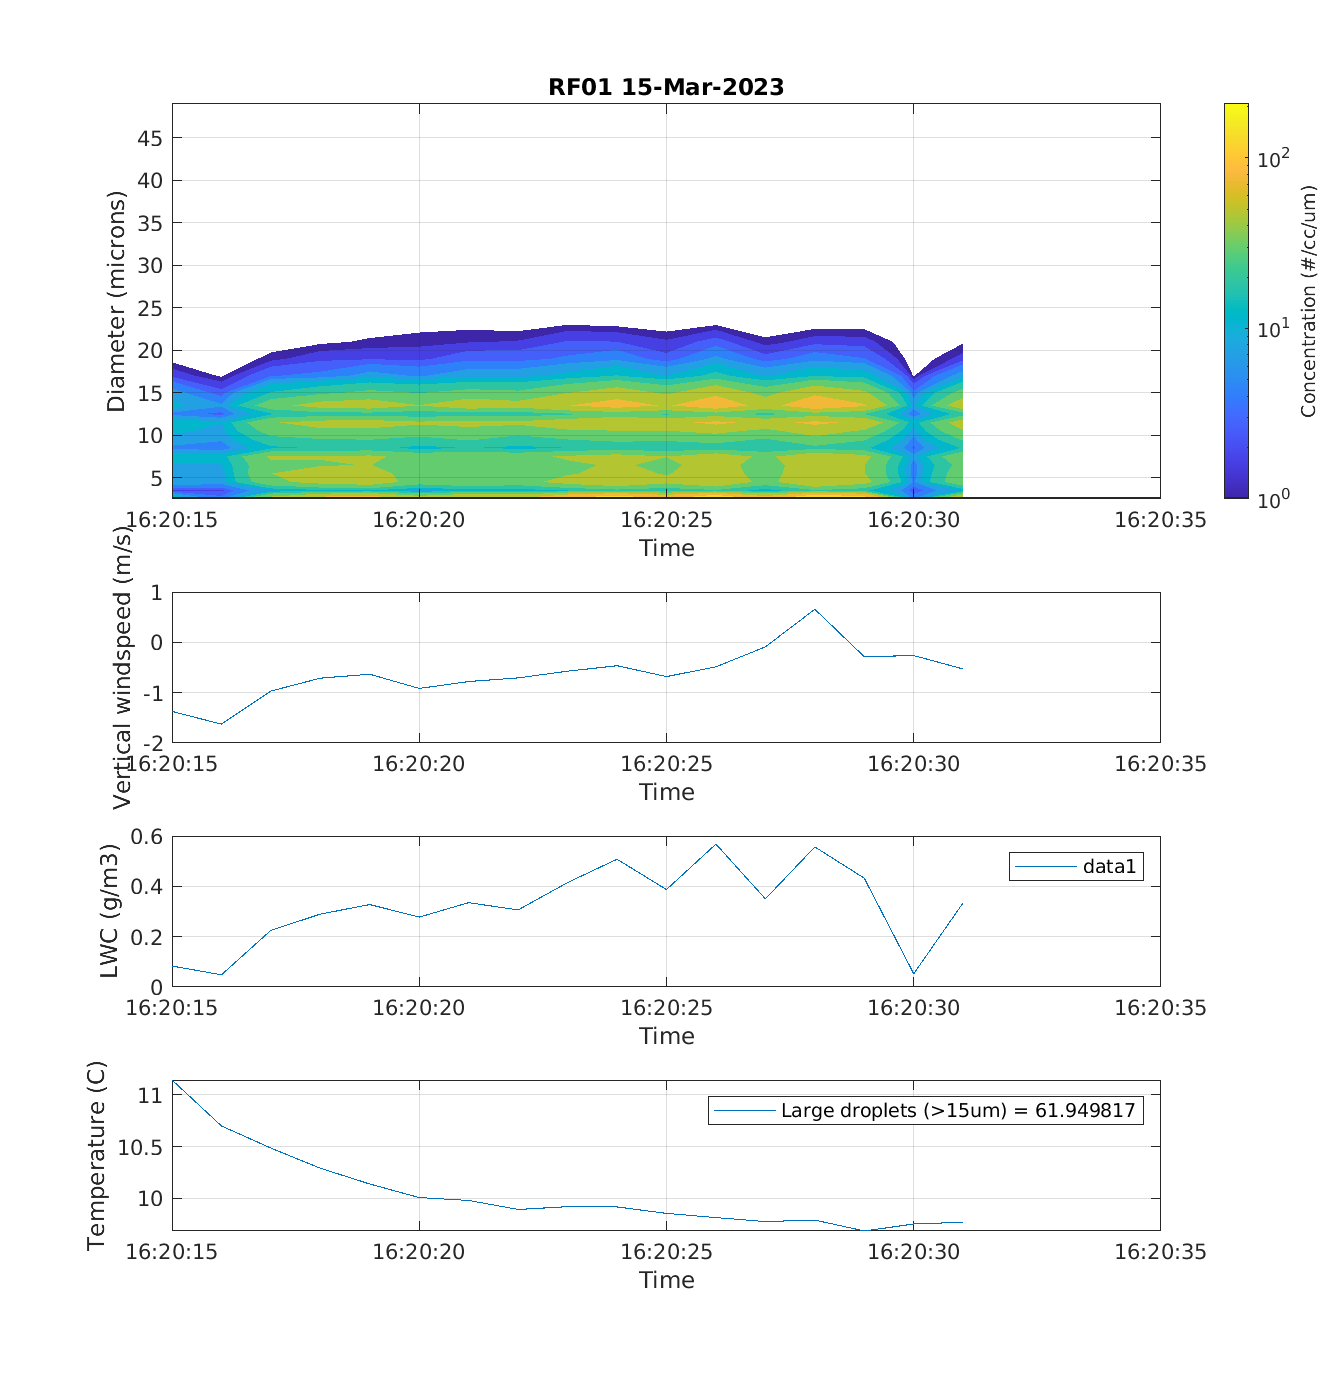 RF01 15-Mar-2023
Diameter (microns)
45
40
35
30
25
20
15
10
5
16:20:15 16:20:20 16:20:25 16:20:30 16:20:35
Time
10^2
10^1
10^0
Concentration (#/cc/um)
Vertical windspeed (m/s)
1
0
-1
-2
16:20:15 16:20:20 16:20:25 16:20:30 16:20:35
Time
LWC (g/m3)
0.6
0.4
0.2
0
data1
16:20:15 16:20:20 16:20:25 16:20:30 16:20:35
Time
Temperature (C)
11
10.5
10
Large droplets (>15um) = 61.949817
16:20:15 16:20:20 16:20:25 16:20:30 16:20:35
Time